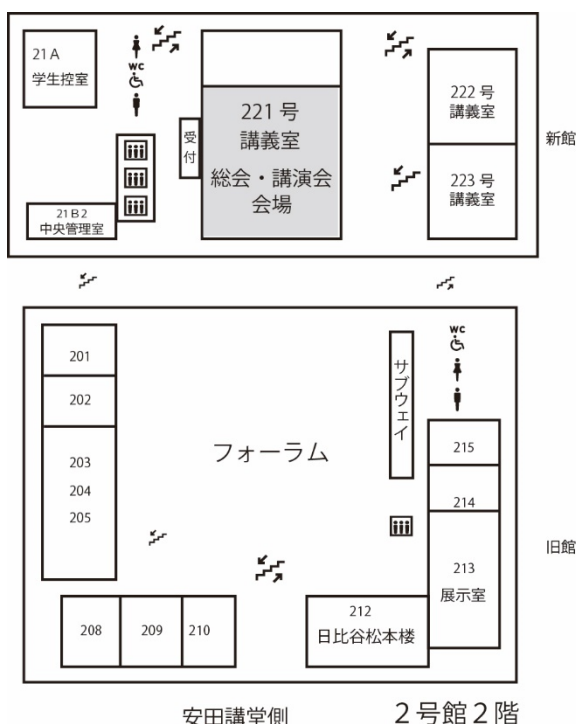 21A
学生控室
wc
221号
講義室
総会・講演会
会場
受付
222号
講義室
223号
講義室
新館
21B2
中央管理室
201
202
203
204
205
フォーラム
サブウェイ
wc
215
214
213
展示室
旧館
208
209
210
212
日比谷松本楼
安田講堂側
2号館2階